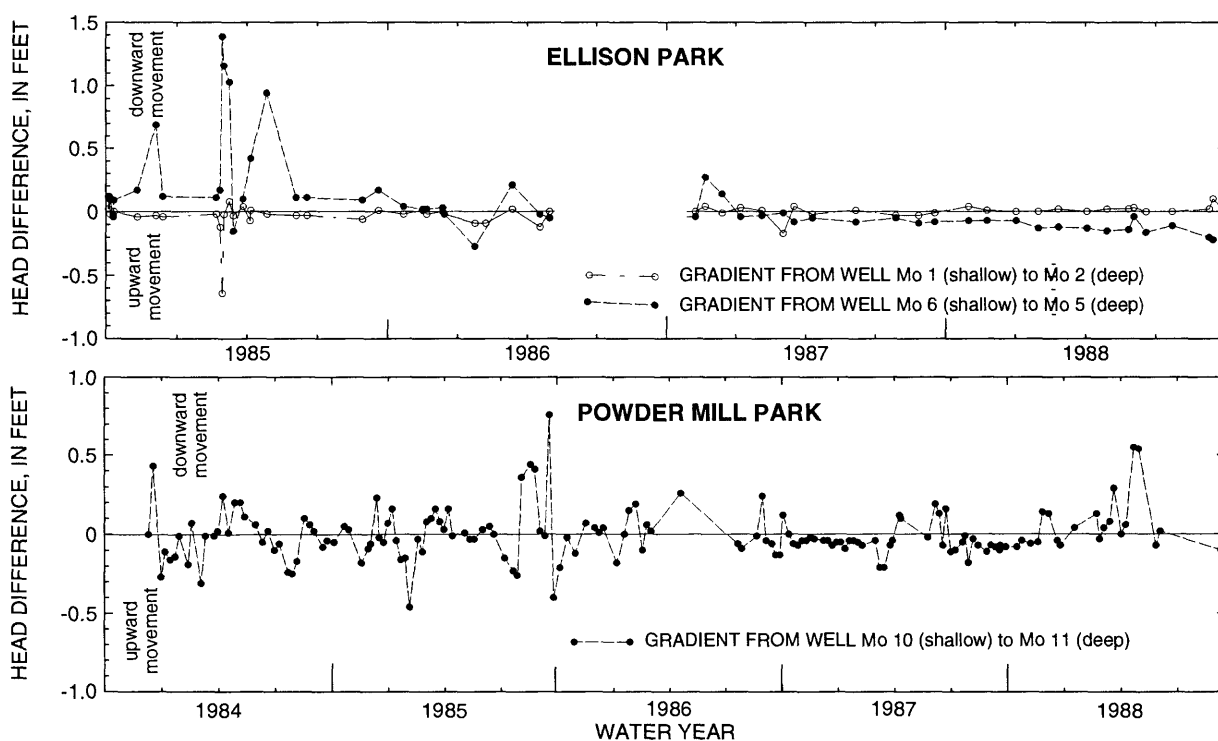 HEAD DIFFERENCE, IN FEET
1.5
1.0
0.5
0
-0.5
-1.0
downward
movement
upward
movement
ELLISON PARK
GRADIENT FROM WELL Mo 1 (shallow) to Mo 2 (deep)
GRADIENT FROM WELL Mo 6 (shallow) to Mo 5 (deep)
1985
1986
1987
1988
HEAD DIFFERENCE, IN FEET
1.0
0.5
0
-0.5
-1.0
downward
movement
upward
movement
POWDER MILL PARK
GRADIENT FROM WELL Mo 10 (shallow) to Mo 11 (deep)
1984
1985
1986
1987
1988
WATER YEAR